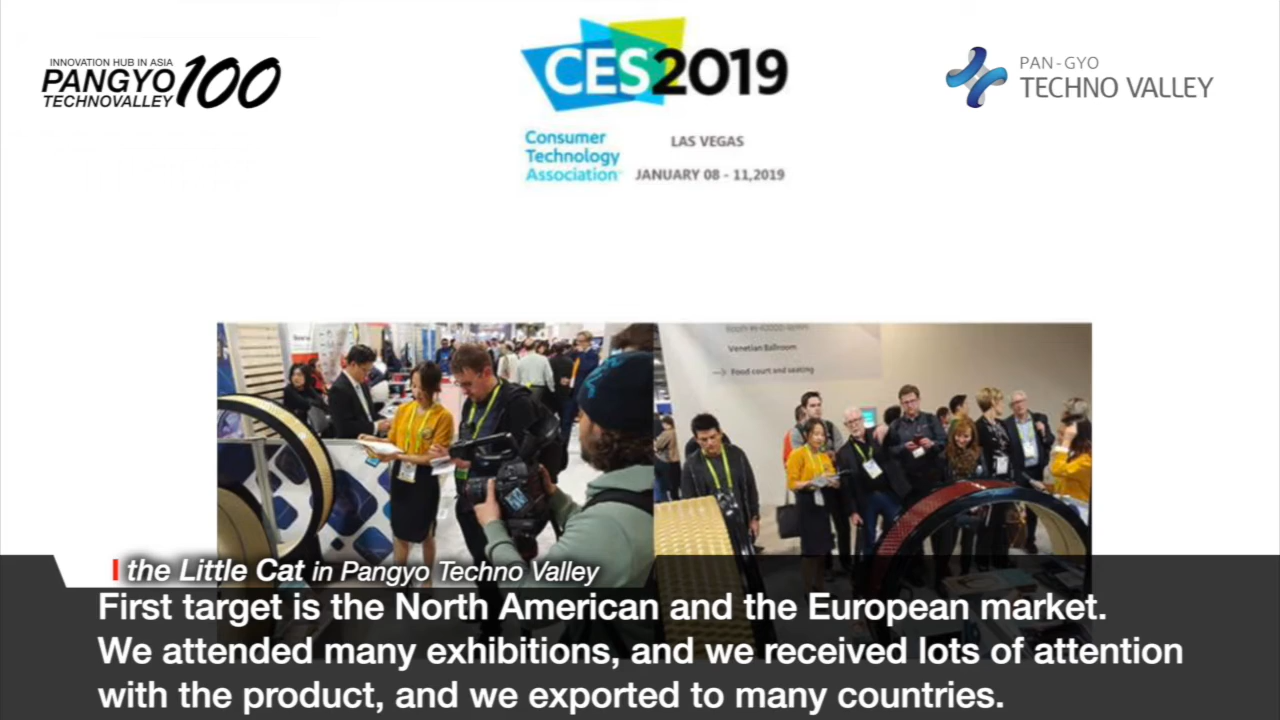 INNOVATION HUB IN ASIA
PANGYO 100
TECHNOVALLEY
CES 2019
Consumer
Technology
Association
LAS VEGAS
JANUARY 08 - 11,2019
PAN-GYO
TECHNO VALLEY
Venetian Ballroom
Food court and seating
the Little Cat in Pangyo Techno Valley
First target is the North American and the European market.
We attended many exhibitions, and we received lots of attention
with the product, and we exported to many countries.